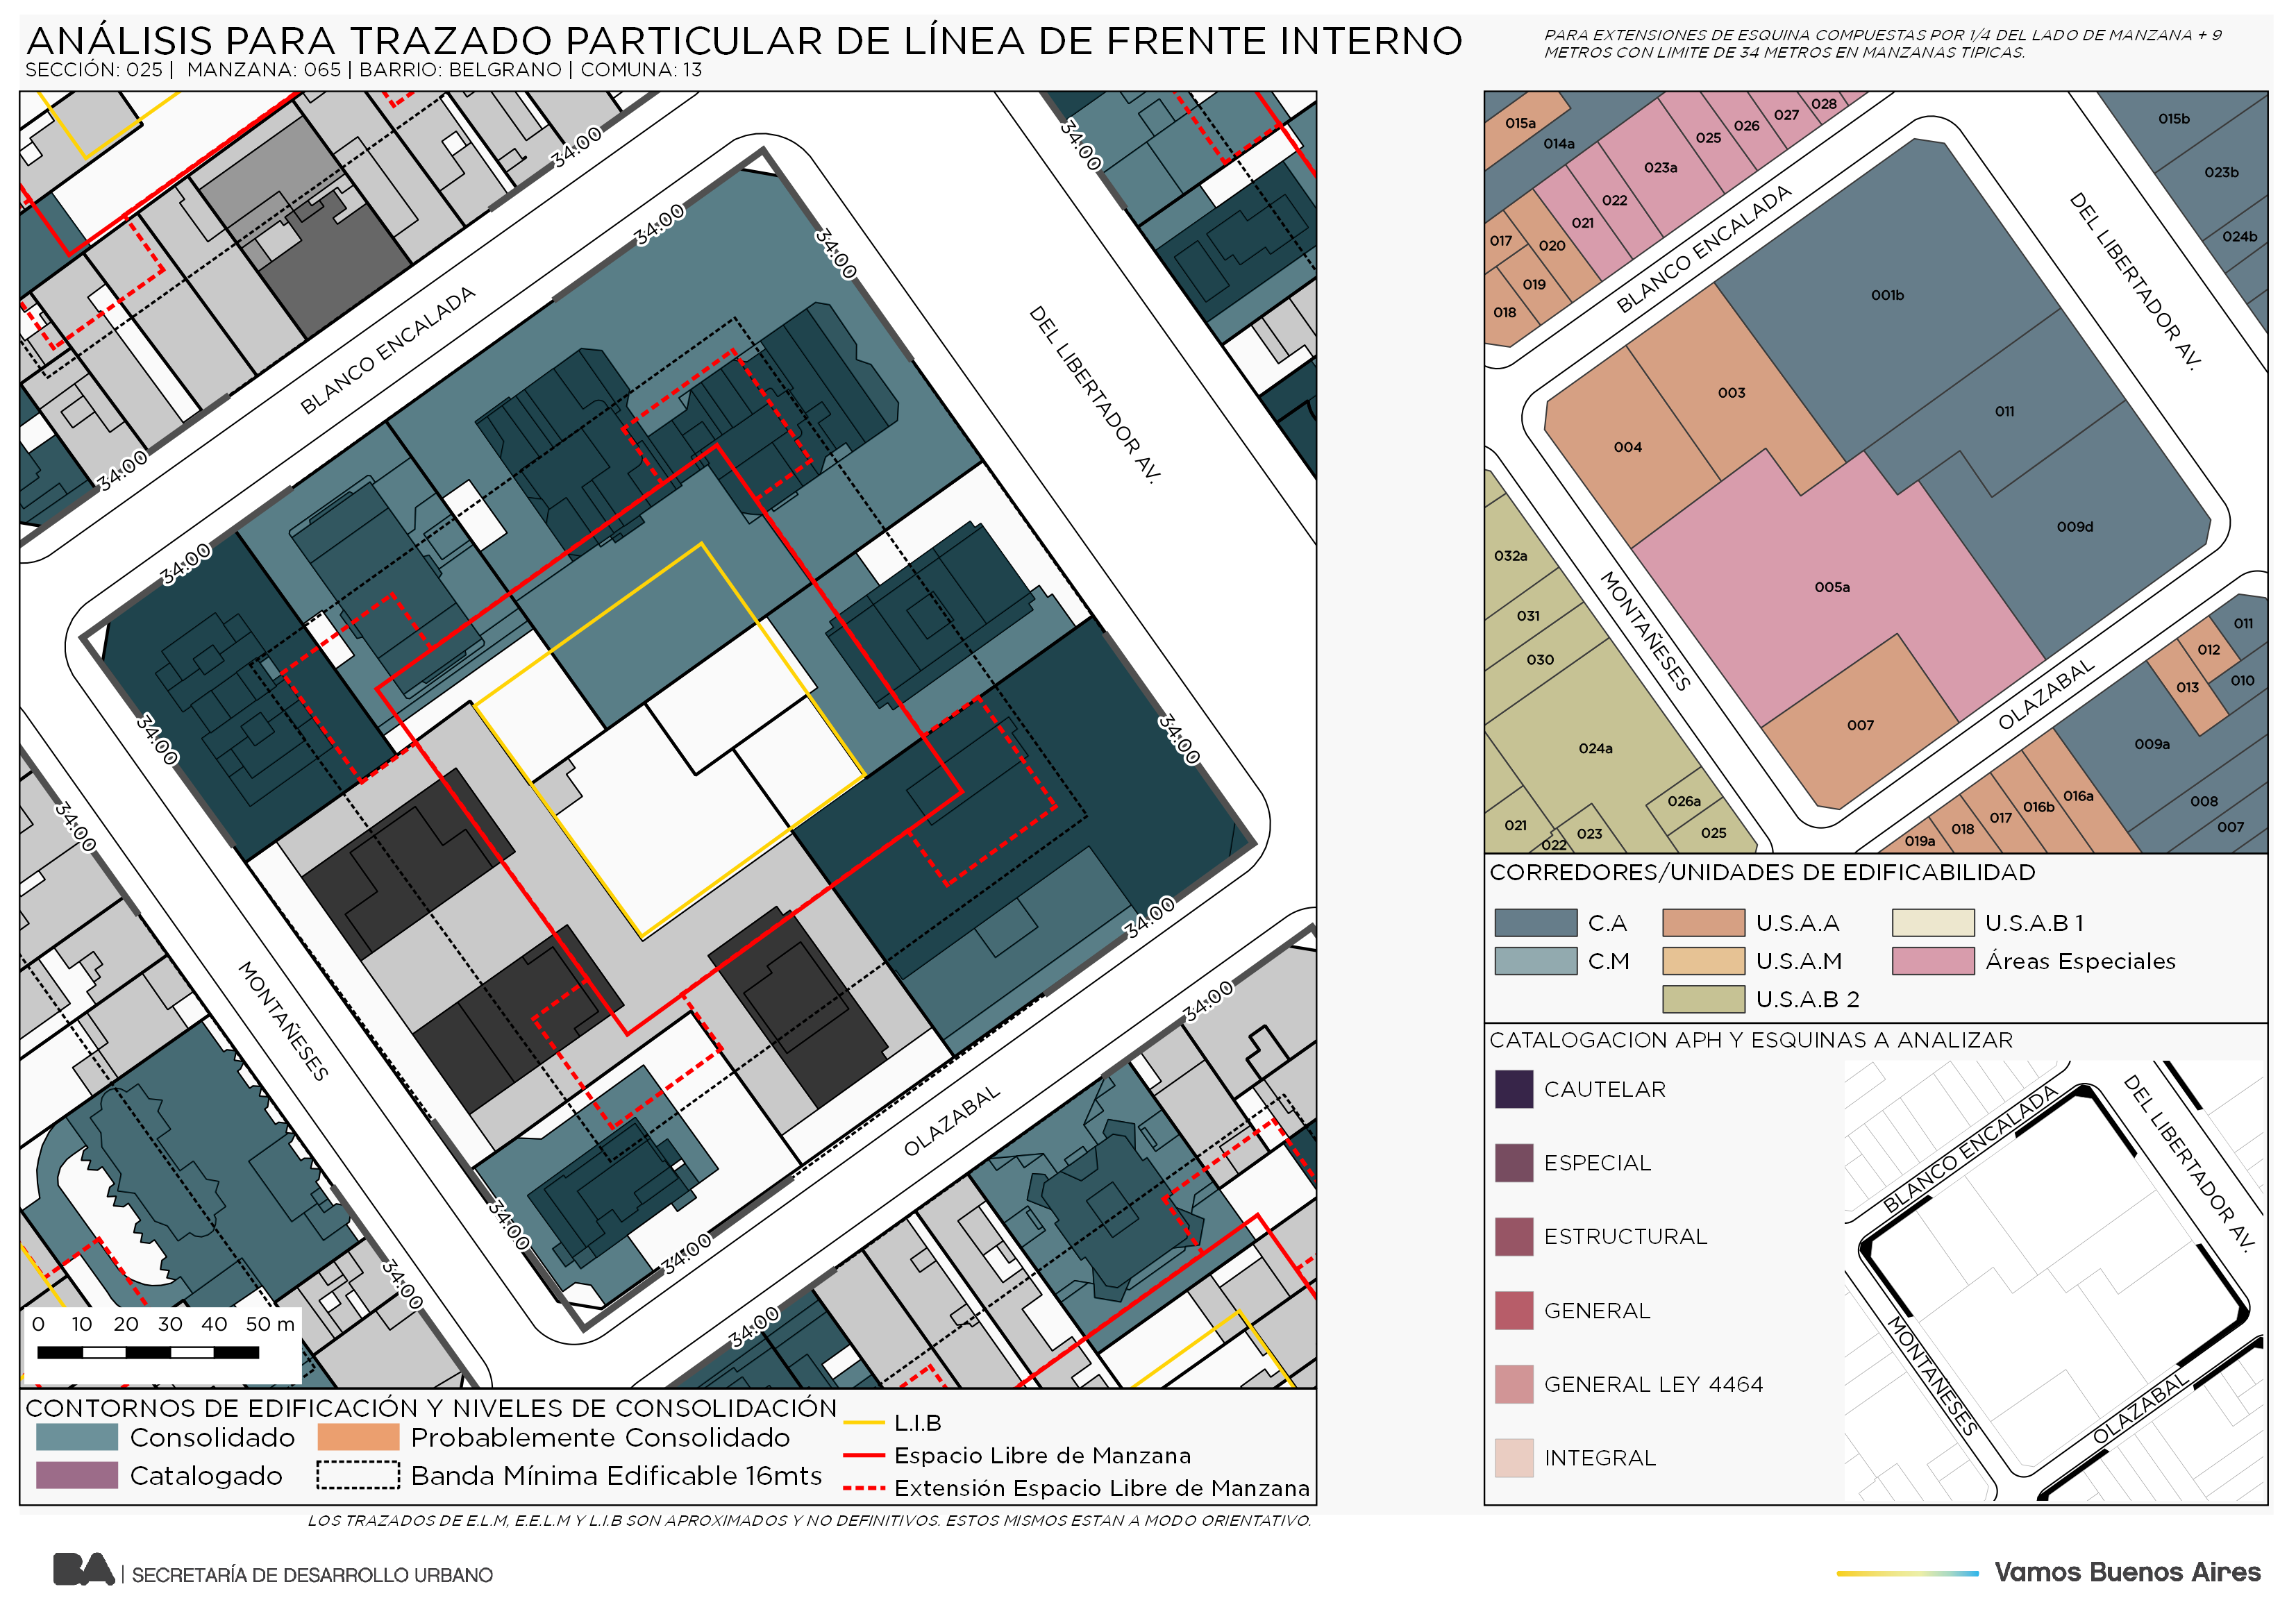 ANÁLISIS PARA TRAZADO PARTICULAR DE LÍNEA DE FRENTE INTERNO
SECCIÓN: 025 | MANZANA: 065 | BARRIO: BELGRANO | COMUNA: 13
PARA EXTENSIONES DE ESQUINA COMPUESTAS POR 1/4 DEL LADO DE MANZANA + 9
METROS CON LIMITE DE 34 METROS EN MANZANAS TIPICAS.
34.00
34.00
34.00
34.00
BLANCO ENCALADA
DEL LIBERTADOR AV.
34.00
34.00
34.00
34.00
34.00
34.00
34.00
MONTAÑESES
OLAZABAL
34.00
34.00
34.00
34.00
0 10 20 30 40 50 m
CONTORNOS DE EDIFICACIÓN Y NIVELES DE CONSOLIDACIÓN
Consolidado
Probablemente Consolidado
Catalogado
Banda Mínima Edificable 16mts
L.I.B
Espacio Libre de Manzana
Extensión Espacio Libre de Manzana
LOS TRAZADOS DE E.L.M, E.E.L.M Y L.I.B SON APROXIMADOS Y NO DEFINITIVOS. ESTOS MISMOS ESTAN A MODO ORIENTATIVO.
015a
014a
028
027
026
025
023a
022
021
020
017
019
018
015b
023b
024b
BLANCO ENCALADA
DEL LIBERTADOR AV.
001b
003
004
011
009d
005a
007
032a
031
030
024a
026a
025
021
022
023
MONTAÑESES
OLAZABAL
011
012
010
013
009a
008
007
016a
016b
017
018
019a
CORREDORES/UNIDADES DE EDIFICABILIDAD
C.A
U.S.A.A
U.S.A.B 1
C.M
U.S.A.M
Áreas Especiales
U.S.A.B 2
CATALOGACION APH Y ESQUINAS A ANALIZAR
CAUTELAR
ESPECIAL
ESTRUCTURAL
GENERAL
GENERAL LEY 4464
INTEGRAL
BLANCO ENCALADA
DEL LIBERTADOR AV.
MONTAÑESES
OLAZABAL
BA | SECRETARÍA DE DESARROLLO URBANO
Vamos Buenos Aires